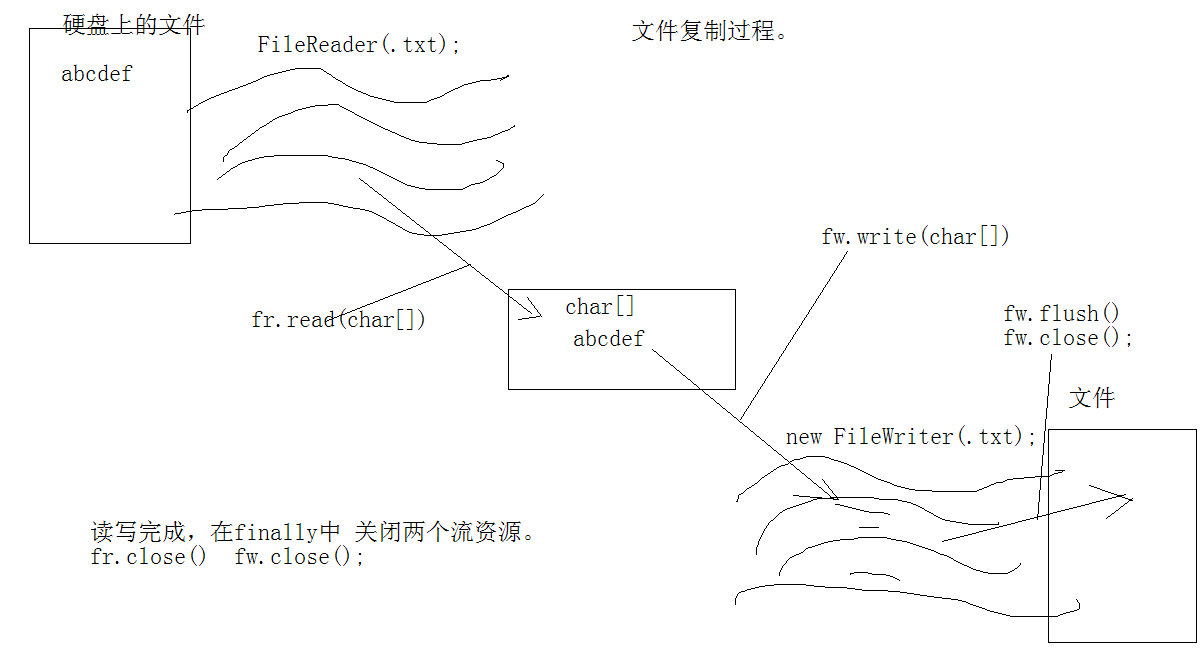 硬盘上的文件
文件复制过程。
FileReader(.txt);
abcdef
fw.write(char[])
char[]
fr.read(char[])
abcdef
fw.flush()
fw.close();
文件
new FileWriter(.txt);
读写完成，在finally中 关闭两个流资源。
fr.close()  fw.close();